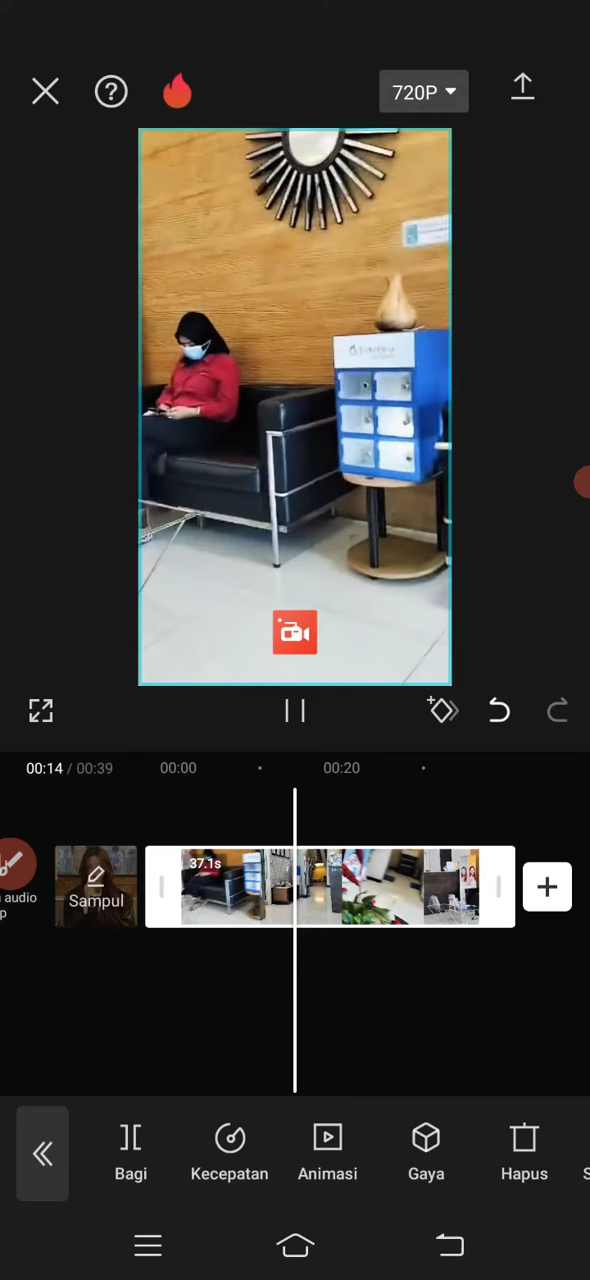 720P
00:14 / 00:39
00:00
00:20
37.1s
audio
p
Sampul
Bagi
Kecepatan
Animasi
Gaya
Hapus
S